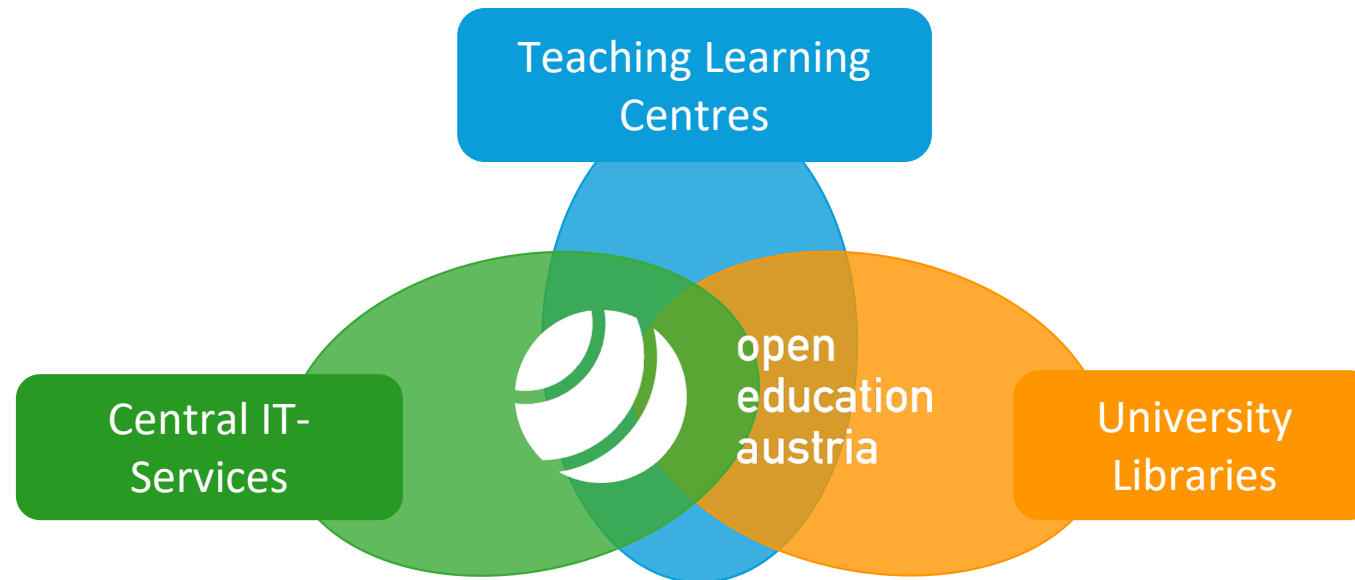 Teaching Learning
Centres
open
education
austria
Central IT-
Services
University
Libraries